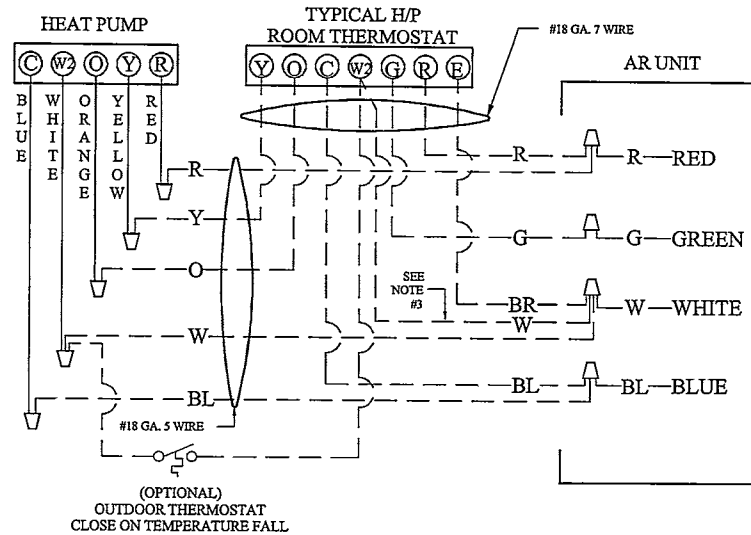 HEAT PUMP
TYPICAL H/P
ROOM THERMOSTAT
#18 GA. 7 WIRE
AR UNIT
C W2 O Y R
Y O C W2 G R E
BLUE
WHITE
ORANGE
YELLOW
RED
R
R
R
RED
Y
G
G
GREEN
O
SEE
NOTE
#3
BR
W
W
WHITE
W
BL
BL
BL
BLUE
#18 GA. 5 WIRE
(OPTIONAL)
OUTDOOR THERMOSTAT
CLOSE ON TEMPERATURE FALL